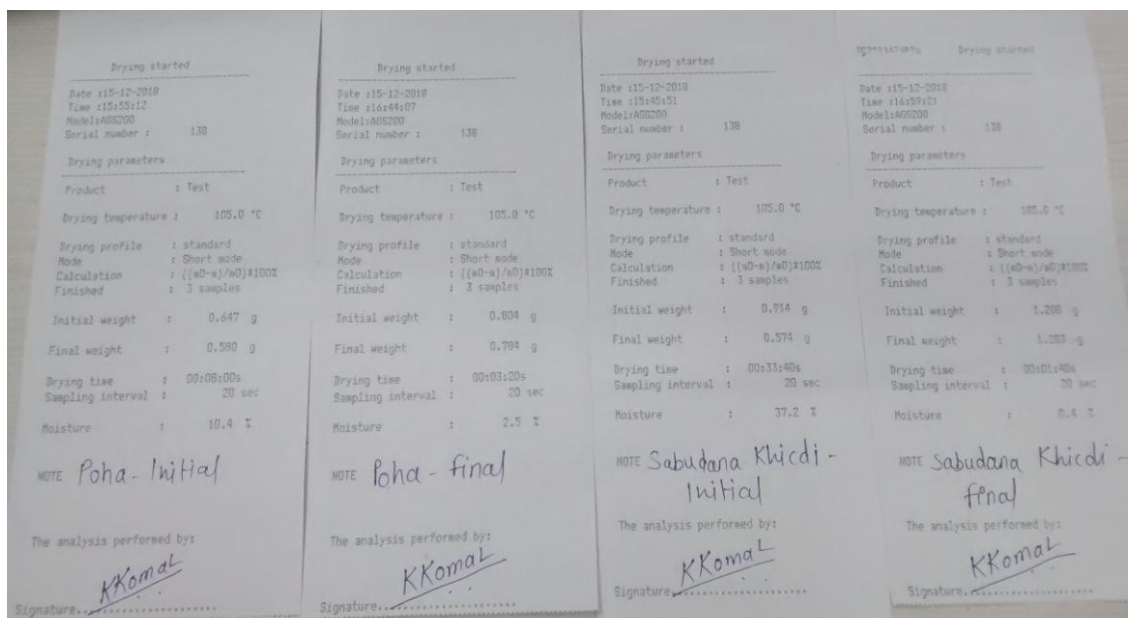 Drying started
Date :15-12-2018
Time :15:55:12
Model:AGS200
Serial number : 130
Drying parameters
Product : Test
Drying temperature : 105.0 °C
Drying profile : standard
Mode : Short mode
Calculation : ((m0-m)/m0)*100%
Finished : 3 samples
Initial weight : 0.647 g
Final weight : 0.580 g
Drying time : 00:08:00s
Sampling interval : 20 sec
Moisture : 10.4 %
NOTE Poha - Initial
The analysis performed by:
KKomal
Signature..................
Drying started
Date :15-12-2018
Time :16:44:07
Model:AGS200
Serial number : 130
Drying parameters
Product : Test
Drying temperature : 105.0 °C
Drying profile : standard
Mode : Short mode
Calculation : ((m0-m)/m0)*100%
Finished : 3 samples
Initial weight : 0.804 g
Final weight : 0.784 g
Drying time : 00:03:20s
Sampling interval : 20 sec
Moisture : 2.5 %
NOTE Poha - final
The analysis performed by:
KKomal
Signature..................
Drying started
Date :15-12-2018
Time :15:45:51
Model:AGS200
Serial number : 130
Drying parameters
Product : Test
Drying temperature : 105.0 °C
Drying profile : standard
Mode : Short mode
Calculation : ((m0-m)/m0)*100%
Finished : 3 samples
Initial weight : 0.914 g
Final weight : 0.574 g
Drying time : 00:33:40s
Sampling interval : 20 sec
Moisture : 37.2 %
NOTE Sabudana Khicdi -
Initial
The analysis performed by:
KKomal
Signature..................
Drying started
Date :15-12-2018
Time :16:59:21
Model:AGS200
Serial number : 130
Drying parameters
Product : Test
Drying temperature : 105.0 °C
Drying profile : standard
Mode : Short mode
Calculation : ((m0-m)/m0)*100%
Finished : 3 samples
Initial weight : 1.208 g
Final weight : 1.203 g
Drying time : 00:01:40s
Sampling interval : 20 sec
Moisture : 0.4 %
NOTE Sabudana Khicdi -
final
The analysis performed by:
KKomal
Signature..................